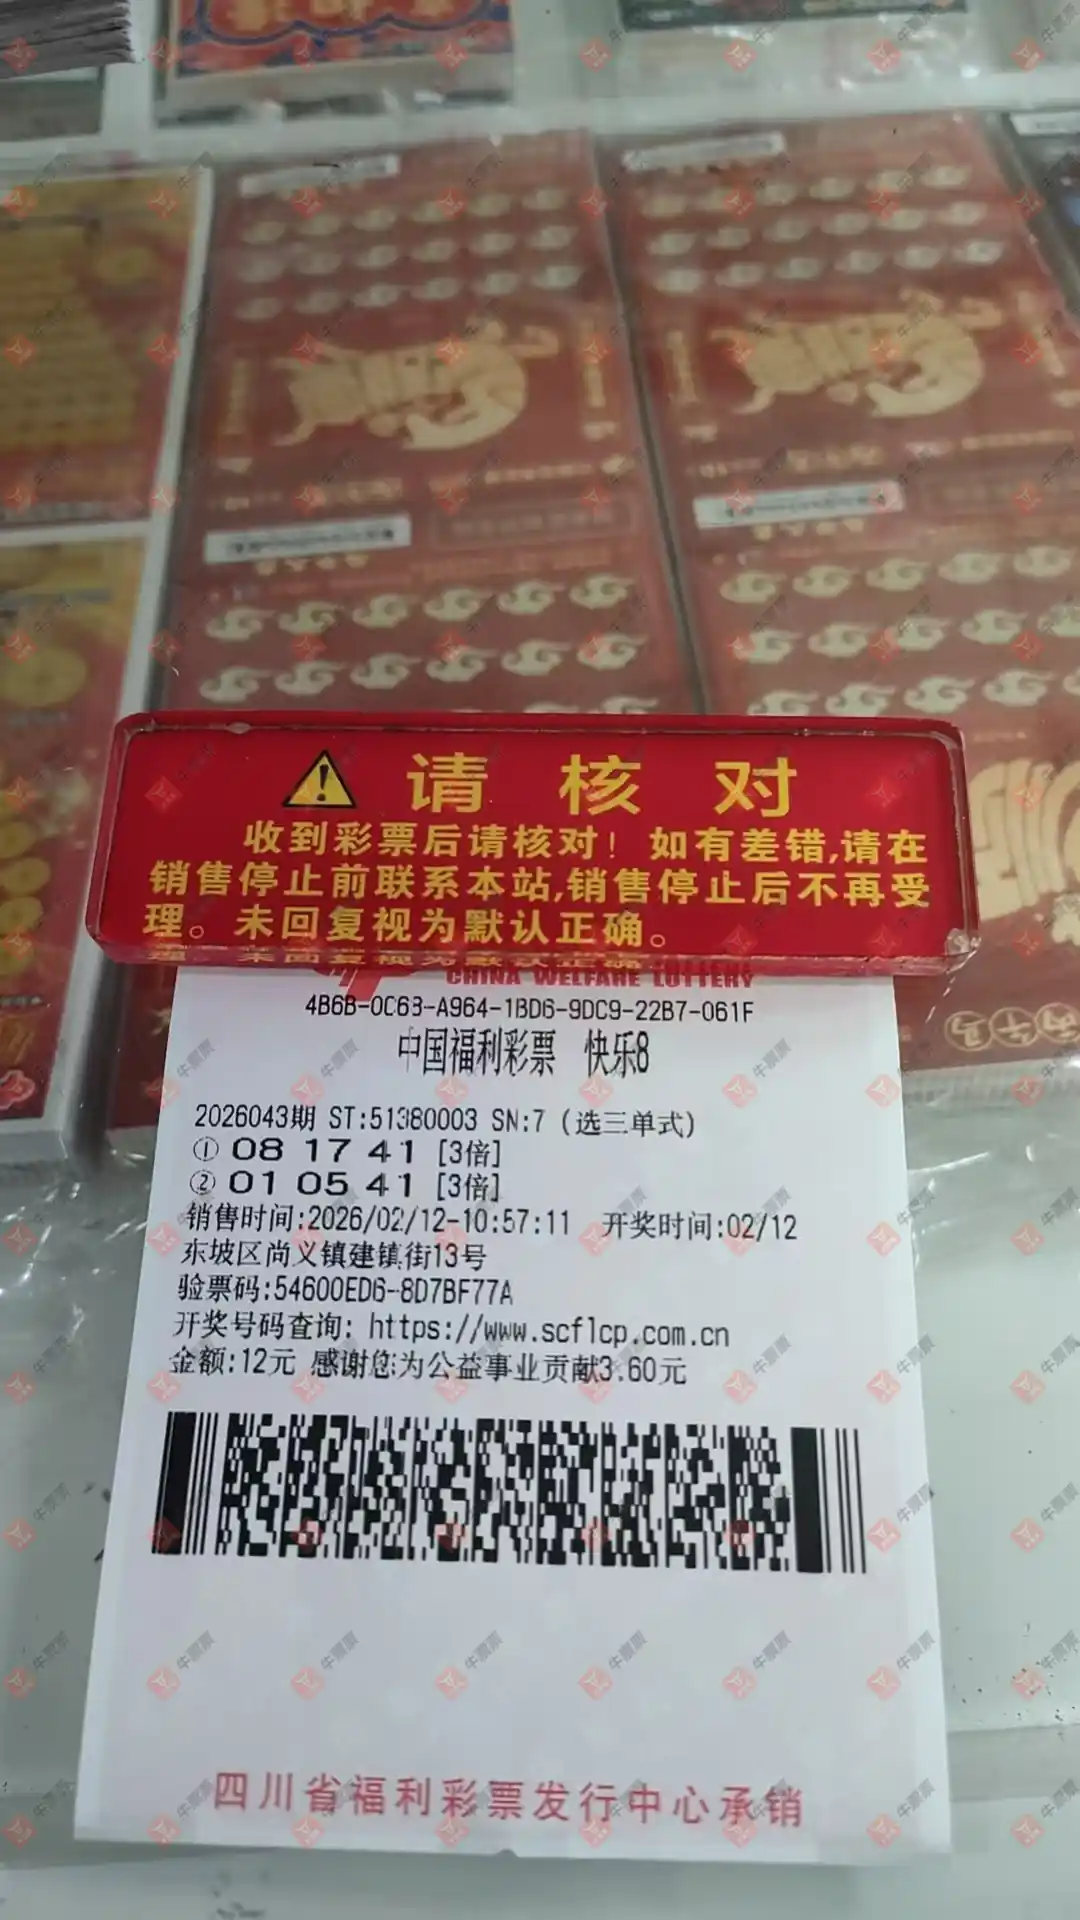 请核对
收到彩票后请核对！如有差错,请在
销售停止前联系本站,销售停止后不再受
理。未回复视为默认正确。
CHINA WELFARE LOTTERY
4B6B-0C63-A964-1BD6-9DC9-22B7-061F
中国福利彩票 快乐8
2026043期 ST:51380003 SN:7 (选三单式)
① 08 17 41 [3倍]
② 01 05 41 [3倍]
销售时间:2026/02/12-10:57:11 开奖时间:02/12
东坡区尚义镇建镇街13号
验票码:54600ED6-8D7BF77A
开奖号码查询: https://www.scflcp.com.cn
金额:12元 感谢您为公益事业贡献3.60元
四川省福利彩票发行中心承销
牛票票